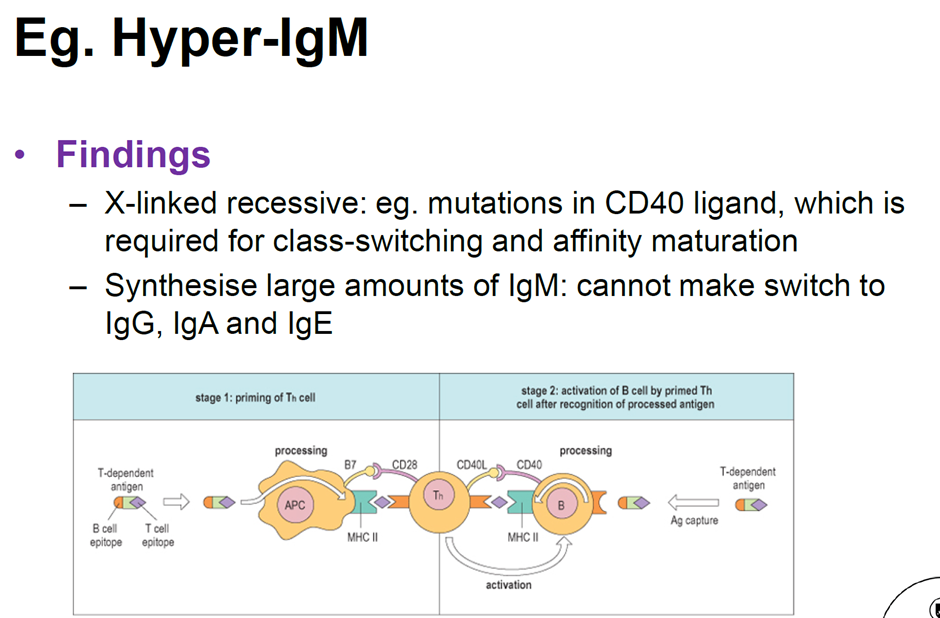 Eg. Hyper-IgM
• Findings
– X-linked recessive: eg. mutations in CD40 ligand, which is
required for class-switching and affinity maturation
– Synthesise large amounts of IgM: cannot make switch to
IgG, IgA and IgE
stage 1: priming of Th cell
stage 2: activation of B cell by primed Th
cell after recognition of processed antigen
processing
processing
B7
CD28
CD40L
CD40
T-dependent
antigen
T-dependent
antigen
APC
Th
B
B cell
epitope
T cell
epitope
MHC II
MHC II
Ag capture
activation